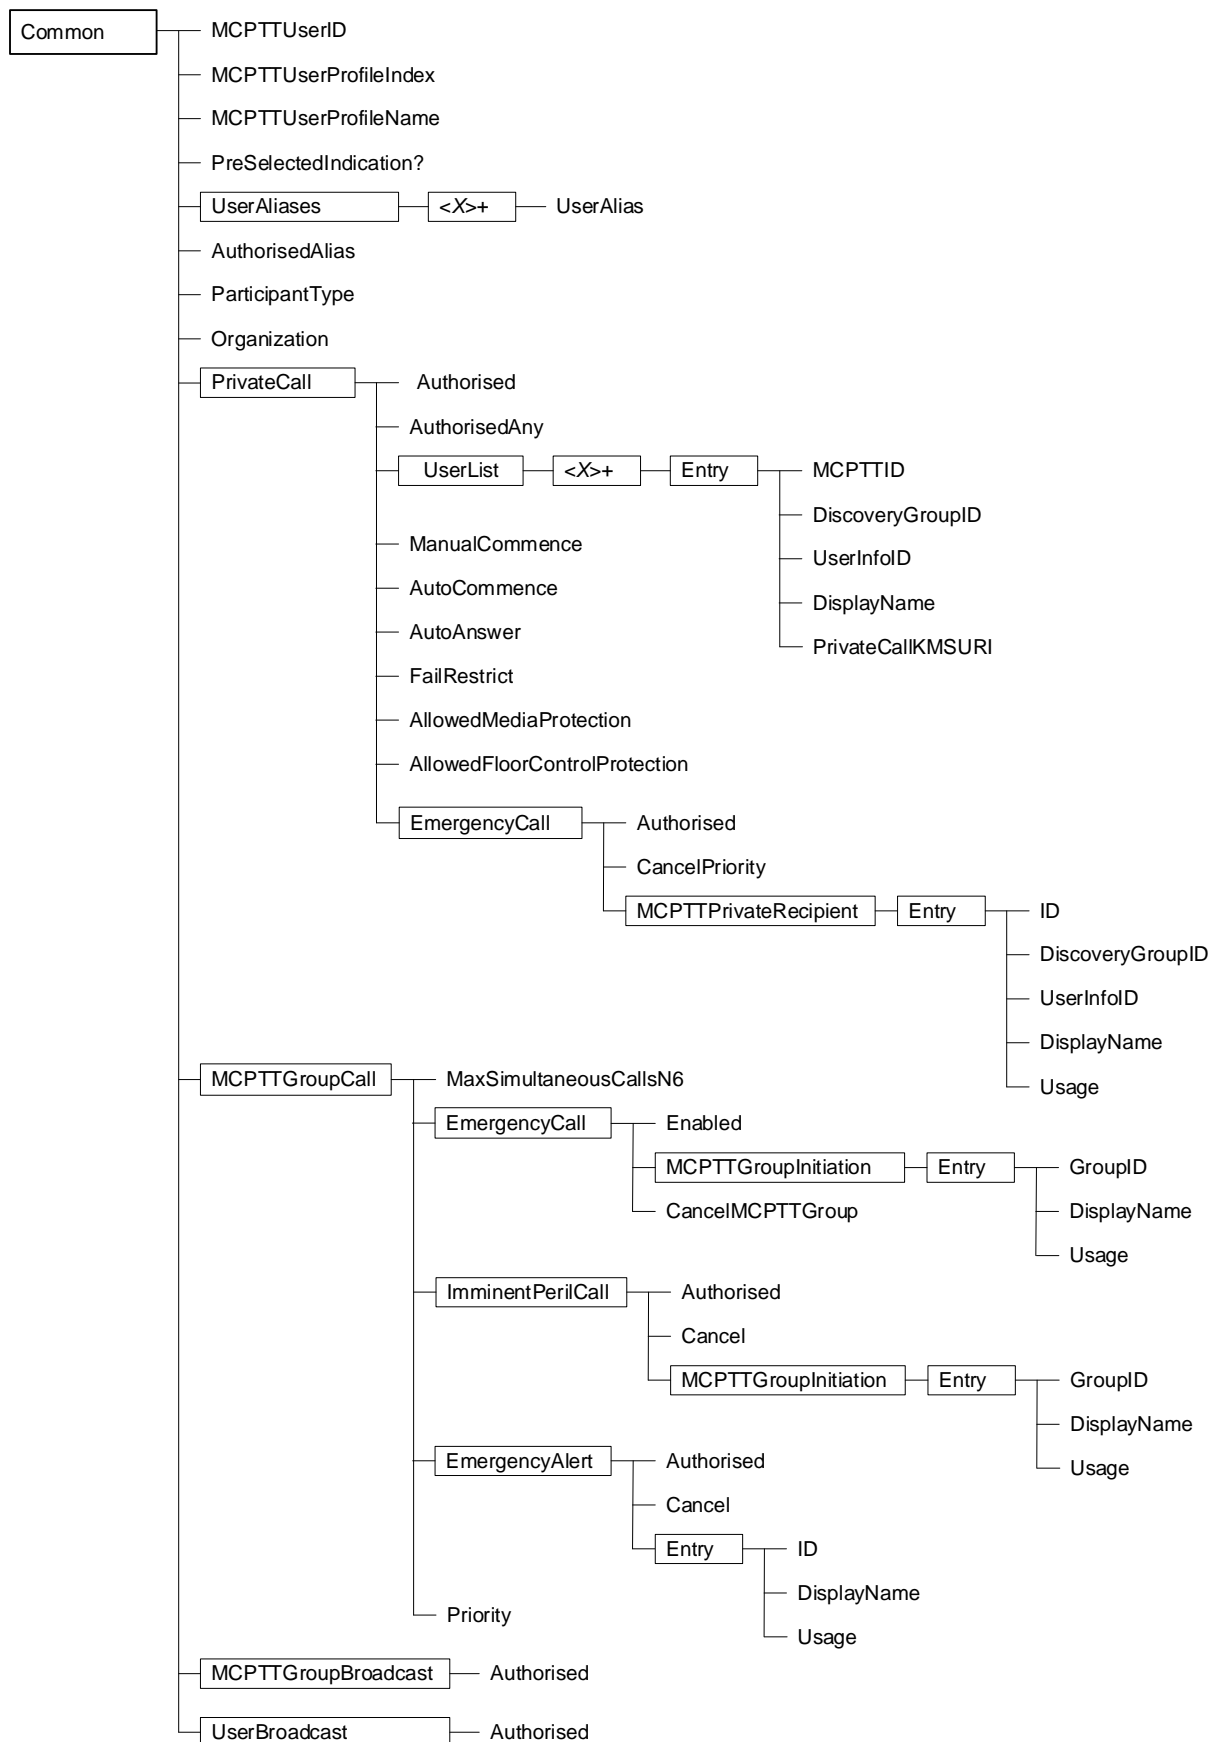 Common
MCPTTUserID
MCPTTUserProfileIndex
MCPTTUserProfileName
PreSelectedIndication?
UserAliases <X>+ UserAlias
AuthorisedAlias
ParticipantType
Organization
PrivateCall Authorised
AuthorisedAny
UserList <X>+ Entry MCPTTID
DiscoveryGroupID
ManualCommence UserInfoID
AutoCommence DisplayName
AutoAnswer PrivateCallKMSURI
FailRestrict
AllowedMediaProtection
AllowedFloorControlProtection
EmergencyCall Authorised
CancelPriority
MCPTTPrivateRecipient Entry ID
DiscoveryGroupID
UserInfoID
DisplayName
Usage
MCPTTGroupCall MaxSimultaneousCallsN6
EmergencyCall Enabled
MCPTTGroupInitiation Entry GroupID
CancelMCPTTGroup DisplayName
Usage
ImminentPerilCall Authorised
Cancel
MCPTTGroupInitiation Entry GroupID
DisplayName
Usage
EmergencyAlert Authorised
Cancel
Entry ID
DisplayName
Usage
Priority
MCPTTGroupBroadcast Authorised
UserBroadcast Authorised